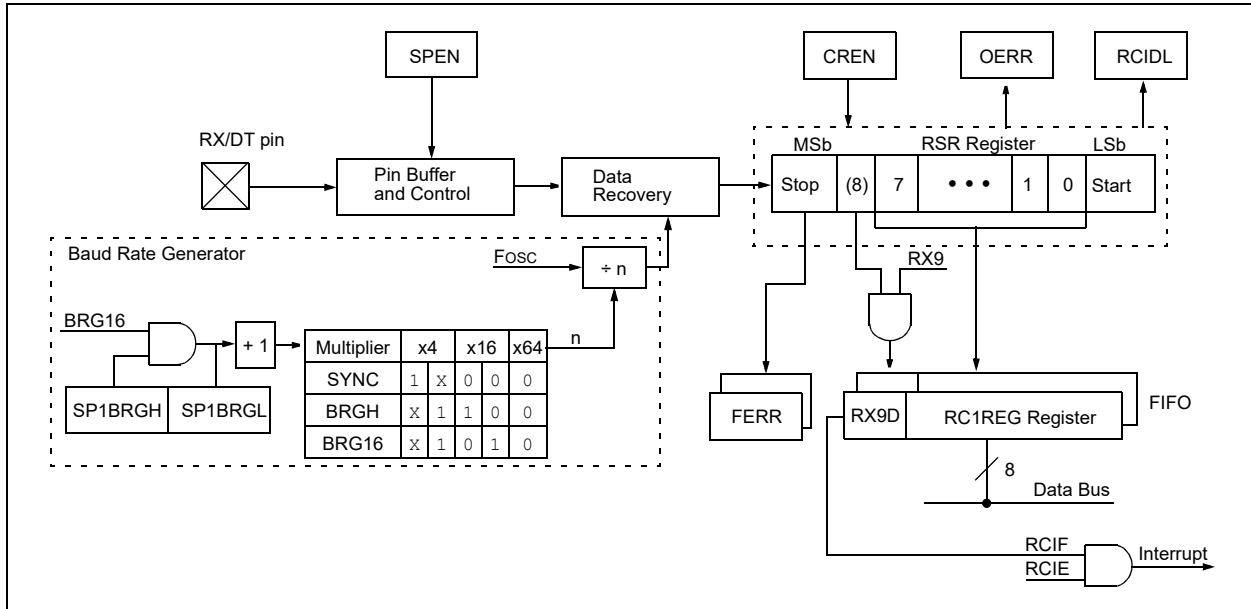 SPEN
CREN
OERR
RCIDL
RX/DT pin
Pin Buffer
and Control
Data
Recovery
MSb
RSR Register
LSb
Stop (8) 7 • • • 1 0 Start
Baud Rate Generator
FOSC
÷ n
RX9
BRG16
+ 1
n
Multiplier x4 x16 x64
SYNC 1 X 0 0 0
BRGH X 1 1 0 0
BRG16 X 1 0 1 0
SP1BRGH SP1BRGL
FERR
RX9D
RC1REG Register
FIFO
8
Data Bus
RCIF
RCIE
Interrupt